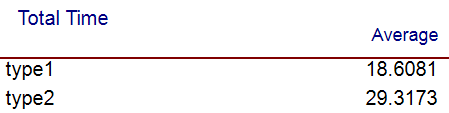 Total Time
Average
type1 18.6081
type2 29.3173